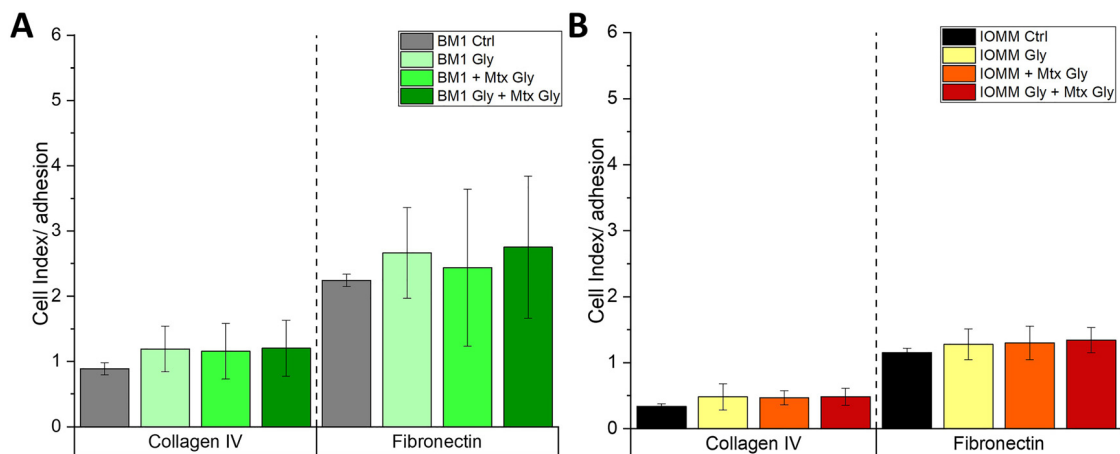 A
Cell Index/ adhesion
6
5
4
3
2
1
0
BM1 Ctrl
BM1 Gly
BM1 + Mtx Gly
BM1 Gly + Mtx Gly
Collagen IV
Fibronectin
B
Cell Index/ adhesion
6
5
4
3
2
1
0
IOMM Ctrl
IOMM Gly
IOMM + Mtx Gly
IOMM Gly + Mtx Gly
Collagen IV
Fibronectin